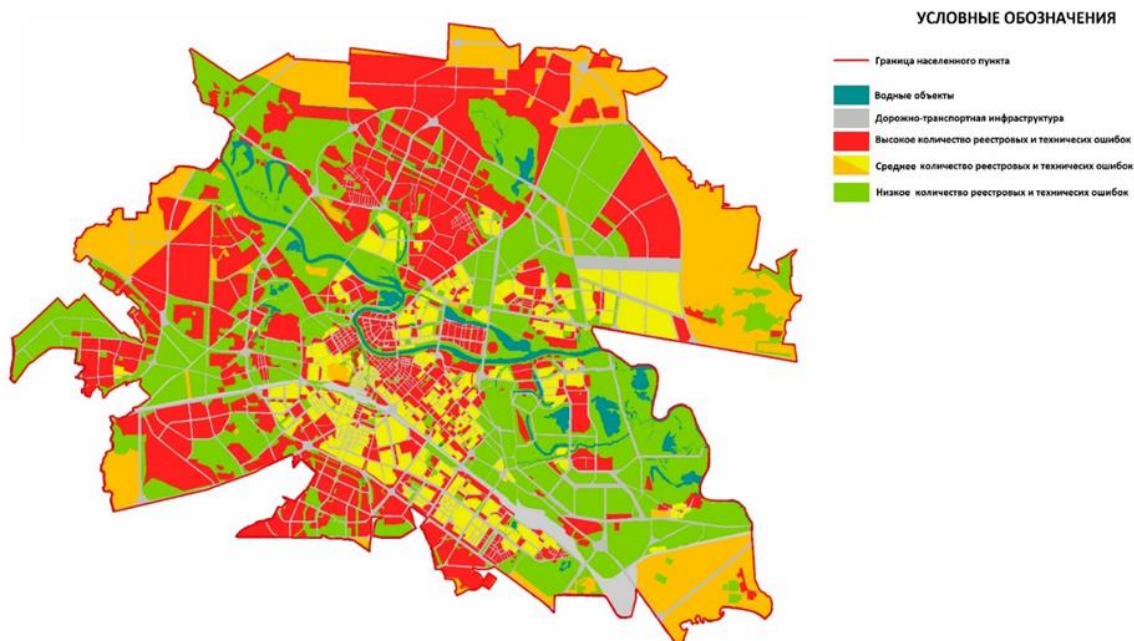 УСЛОВНЫЕ ОБОЗНАЧЕНИЯ
Граница населенного пункта
Водные объекты
Дорожно-транспортная инфраструктура
Высокое количество реестровых и техничесих ошибок
Среднее количество реестровых и техничесих ошибок
Низкое количество реестровых и техничесих ошибок